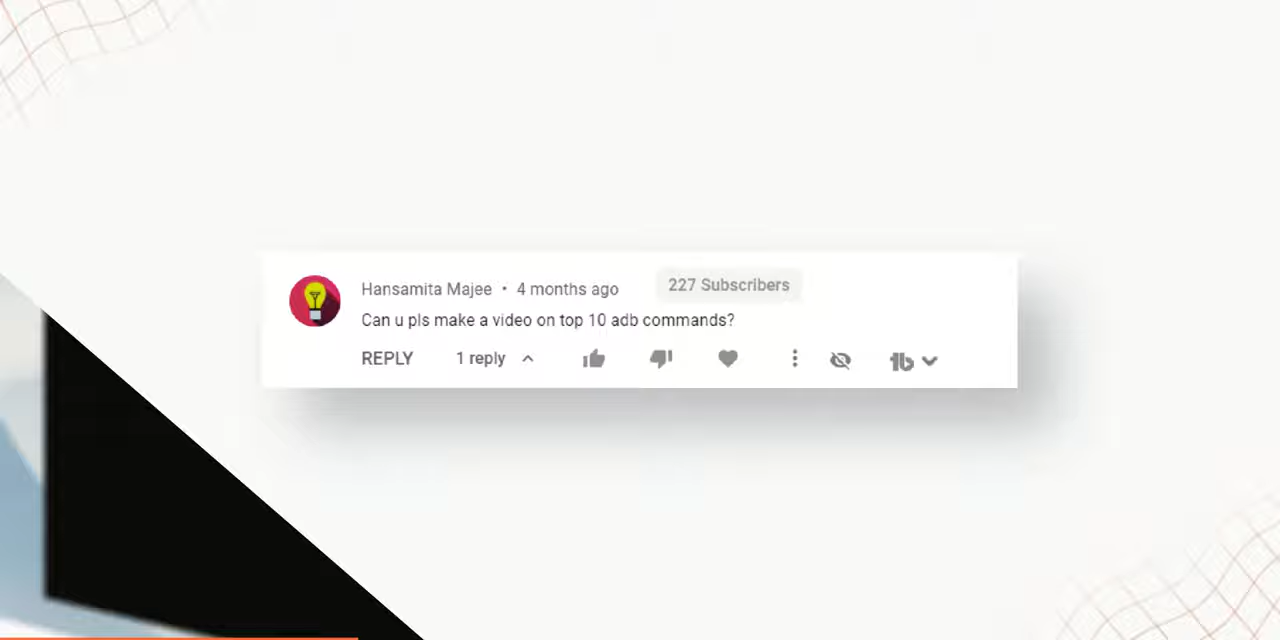 Hansamita Majee • 4 months ago 227 Subscribers
Can u pls make a video on top 10 adb commands?
REPLY 1 reply